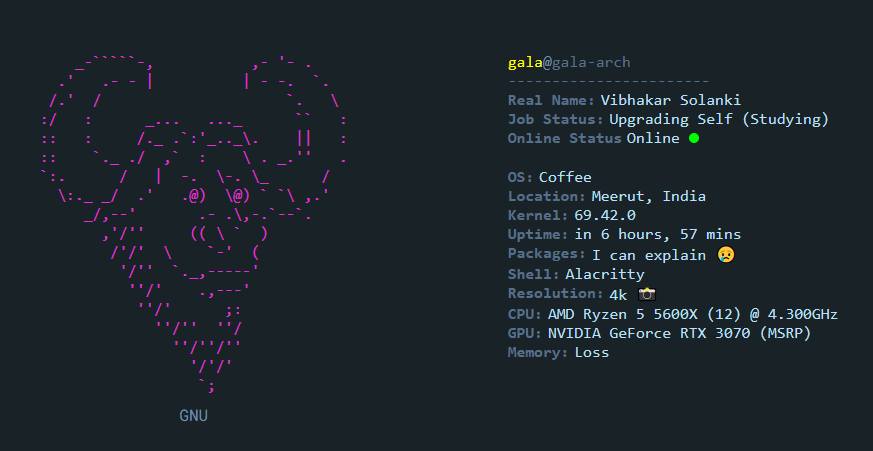 gala@gala-arch
-----------------------
Real Name: Vibhakar Solanki
Job Status: Upgrading Self (Studying)
Online Status Online
OS: Coffee
Location: Meerut, India
Kernel: 69.42.0
Uptime: in 6 hours, 57 mins
Packages: I can explain 😢
Shell: Alacritty
Resolution: 4k 📸
CPU: AMD Ryzen 5 5600X (12) @ 4.300GHz
GPU: NVIDIA GeForce RTX 3070 (MSRP)
Memory: Loss
GNU